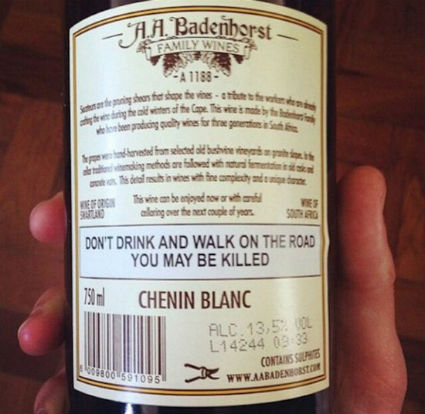 A.A. Badenhorst
FAMILY WINES
- A 1188 -
Secateurs are the pruning shears that shape the vines - a tribute to the workers who are already
crafting the wine during the cold winters of the Cape. This wine is made by the Badenhorst Family
who have been producing quality wines for three generations in South Africa.
The grapes were hand-harvested from selected old bushvine vineyards on granite slopes. In the
cellar traditional winemaking methods are followed with natural fermentation in old casks and
concrete vats. This detail results in wines with fine complexity and a unique character.
WINE OF ORIGIN
SWARTLAND
This wine can be enjoyed now or with careful
cellaring over the next couple of years.
WINE OF
SOUTH AFRICA
DON'T DRINK AND WALK ON THE ROAD
YOU MAY BE KILLED
750 ml
CHENIN BLANC
ALC. 13,5% VOL
L14244 09:33
CONTAINS SULPHITES
WWW.AABADENHORST.COM
6 009800 591095